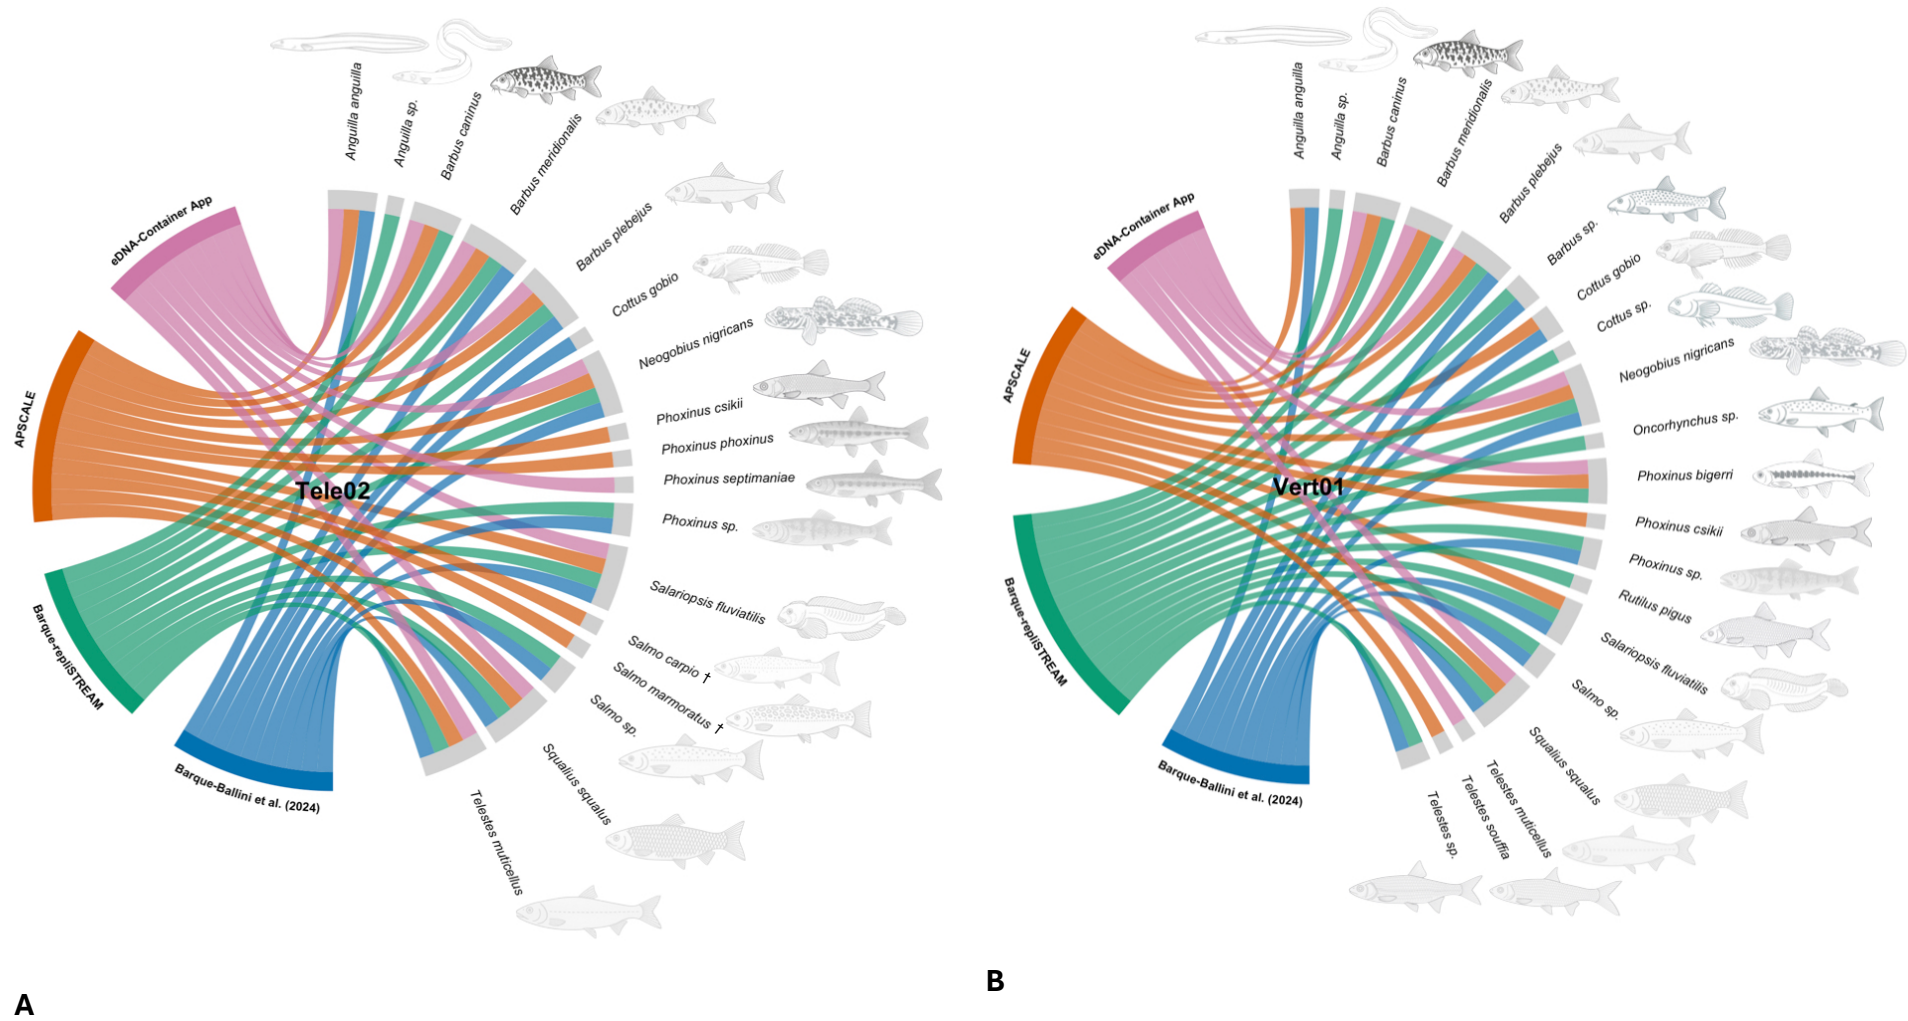 Anguilla anguilla
Anguilla sp.
Barbus caninus
Barbus meridionalis
Barbus plebejus
Cottus gobio
Neogobius nigricans
Phoxinus csikii
Phoxinus phoxinus
Phoxinus septimaniae
Phoxinus sp.
Salariopsis fluviatilis
Salmo carpio †
Salmo marmoratus †
Salmo sp.
Squalius squalus
Telestes muticellus
eDNA-Container App
APSCALE
Barque-repliSTREAM
Barque-Ballini et al. (2024)
Tele02
A
Anguilla anguilla
Anguilla sp.
Barbus caninus
Barbus meridionalis
Barbus plebejus
Barbus sp.
Cottus gobio
Cottus sp.
Neogobius nigricans
Oncorhynchus sp.
Phoxinus bigerri
Phoxinus csikii
Phoxinus sp.
Rutilus pigus
Salariopsis fluviatilis
Salmo sp.
Squalius squalus
Telestes muticellus
Telestes souffia
Telestes sp.
eDNA-Container App
APSCALE
Barque-repliSTREAM
Barque-Ballini et al. (2024)
Vert01
B